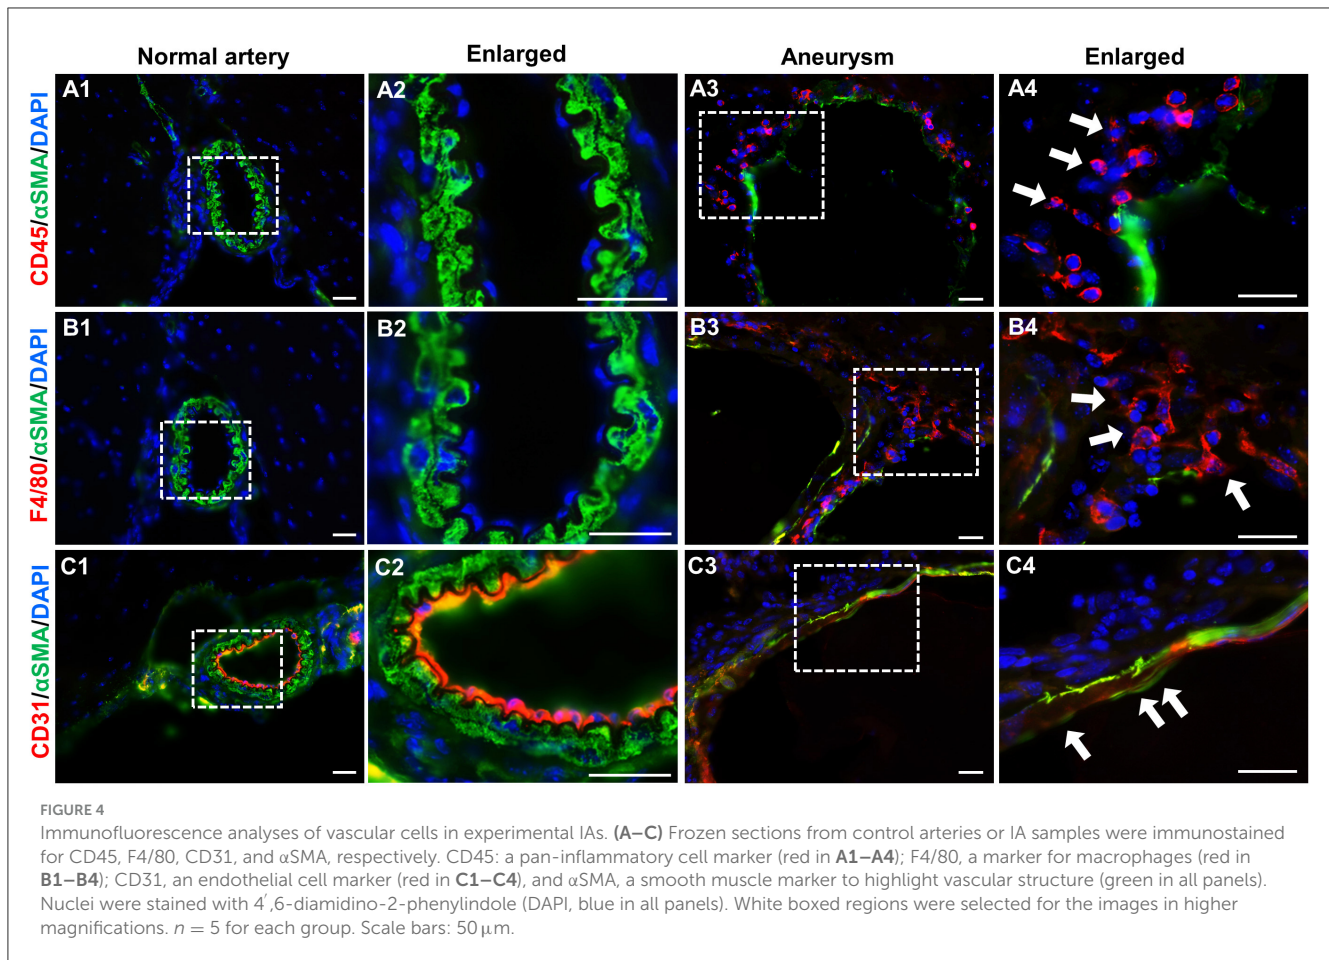 Normal artery
Enlarged
Aneurysm
Enlarged
CD45/αSMA/DAPI
A1
A2
A3
A4
F4/80/αSMA/DAPI
B1
B2
B3
B4
CD31/αSMA/DAPI
C1
C2
C3
C4
FIGURE 4
Immunofluorescence analyses of vascular cells in experimental IAs. (A–C) Frozen sections from control arteries or IA samples were immunostained
for CD45, F4/80, CD31, and αSMA, respectively. CD45: a pan-inflammatory cell marker (red in A1–A4); F4/80, a marker for macrophages (red in
B1–B4); CD31, an endothelial cell marker (red in C1–C4), and αSMA, a smooth muscle marker to highlight vascular structure (green in all panels).
Nuclei were stained with 4′,6-diamidino-2-phenylindole (DAPI, blue in all panels). White boxed regions were selected for the images in higher
magnifications. n = 5 for each group. Scale bars: 50 μm.